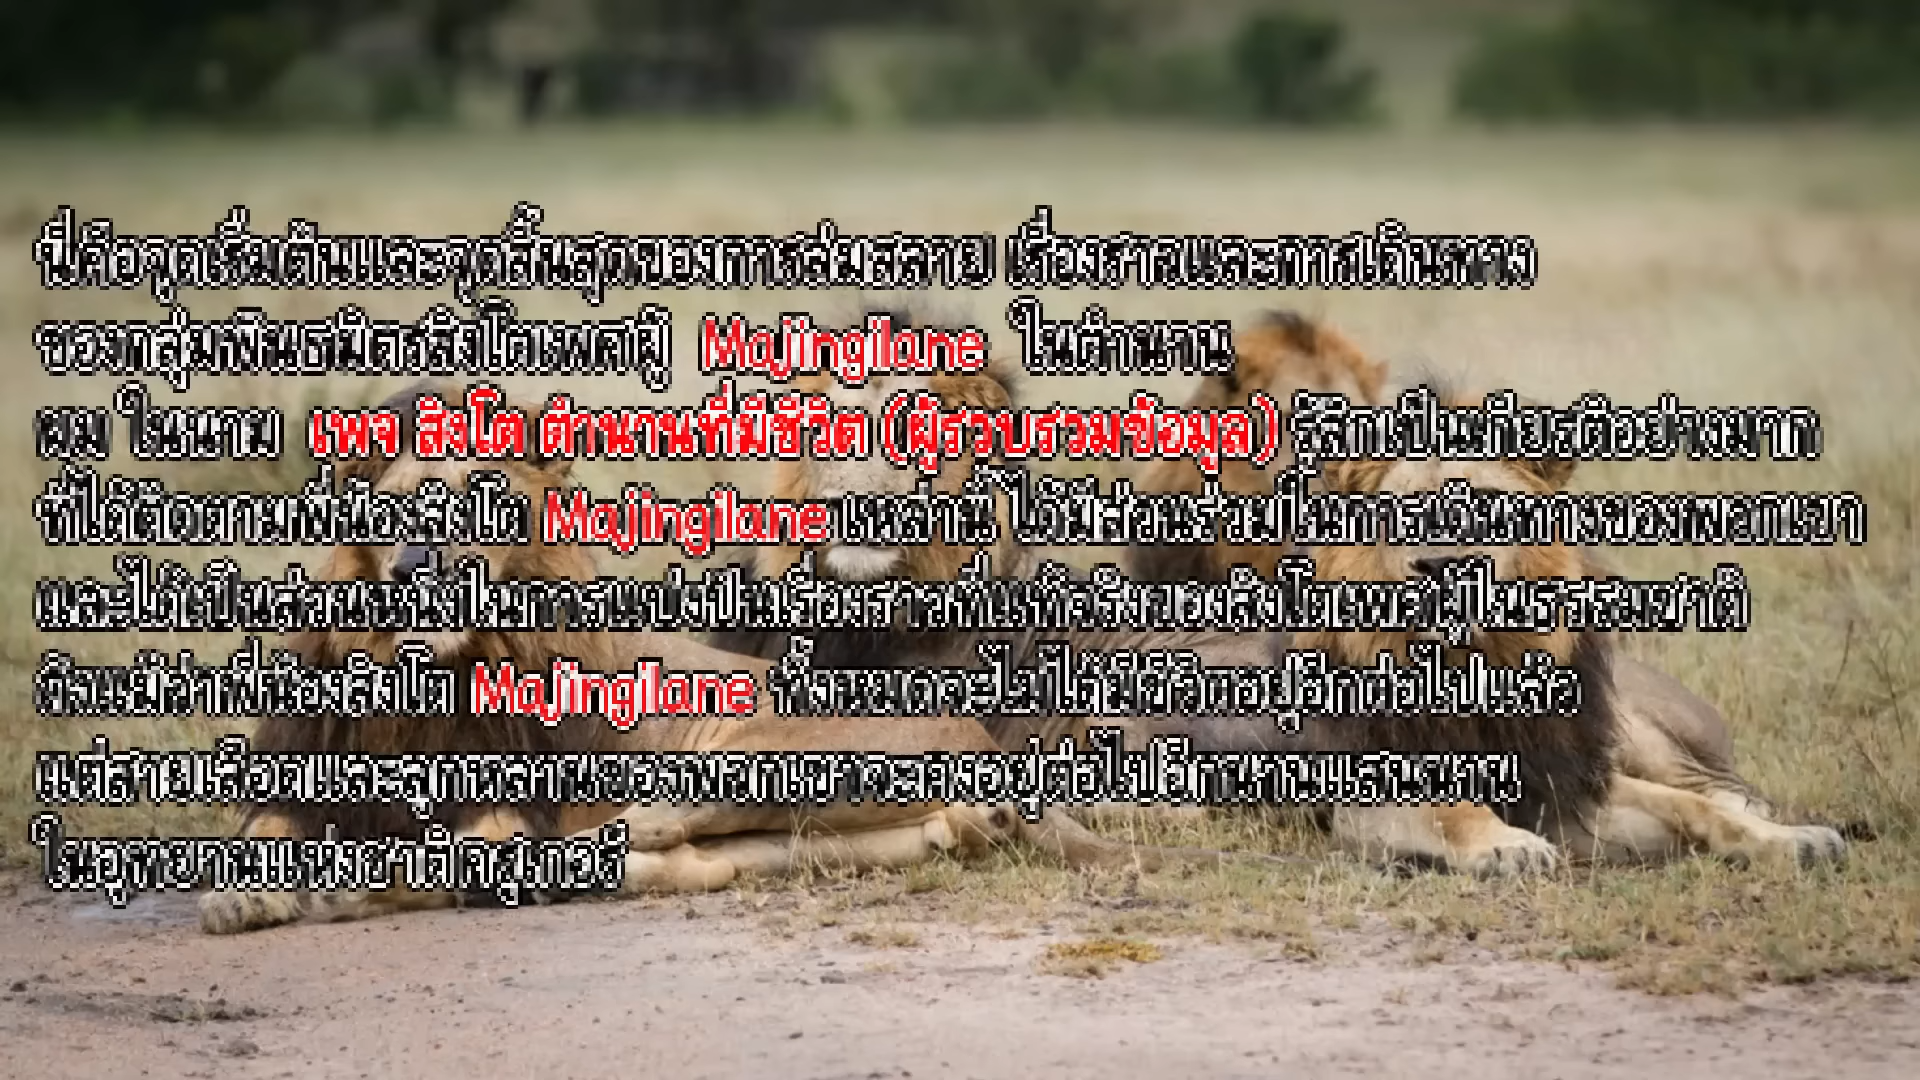 นี่คือจุดเริ่มต้นและจุดสิ้นสุดของการล่มสลาย เรื่องราวและการเดินทาง
ของกลุ่มพันธมิตรสิงโตเพศผู้ Majingilane ในตำนาน
ผม ในนาม เพจ สิงโต ตำนานที่มีชีวิต (ผู้รวบรวมข้อมูล) รู้สึกเป็นเกียรติอย่างมาก
ที่ได้ติดตามพี่น้องสิงโต Majingilane เหล่านี้ ได้มีส่วนร่วมในการเดินทางของพวกเขา
และได้เป็นส่วนหนึ่งในการแบ่งปันเรื่องราวที่แท้จริงของสิงโตเพศผู้ในธรรมชาติ
ถึงแม้ว่าพี่น้องสิงโต Majingilane ทั้งหมดจะไม่ได้มีชีวิตอยู่อีกต่อไปแล้ว
แต่สายเลือดและลูกหลานของพวกเขาจะคงอยู่ต่อไปอีกนานแสนนาน
ในอุทยานแห่งชาติครูเกอร์